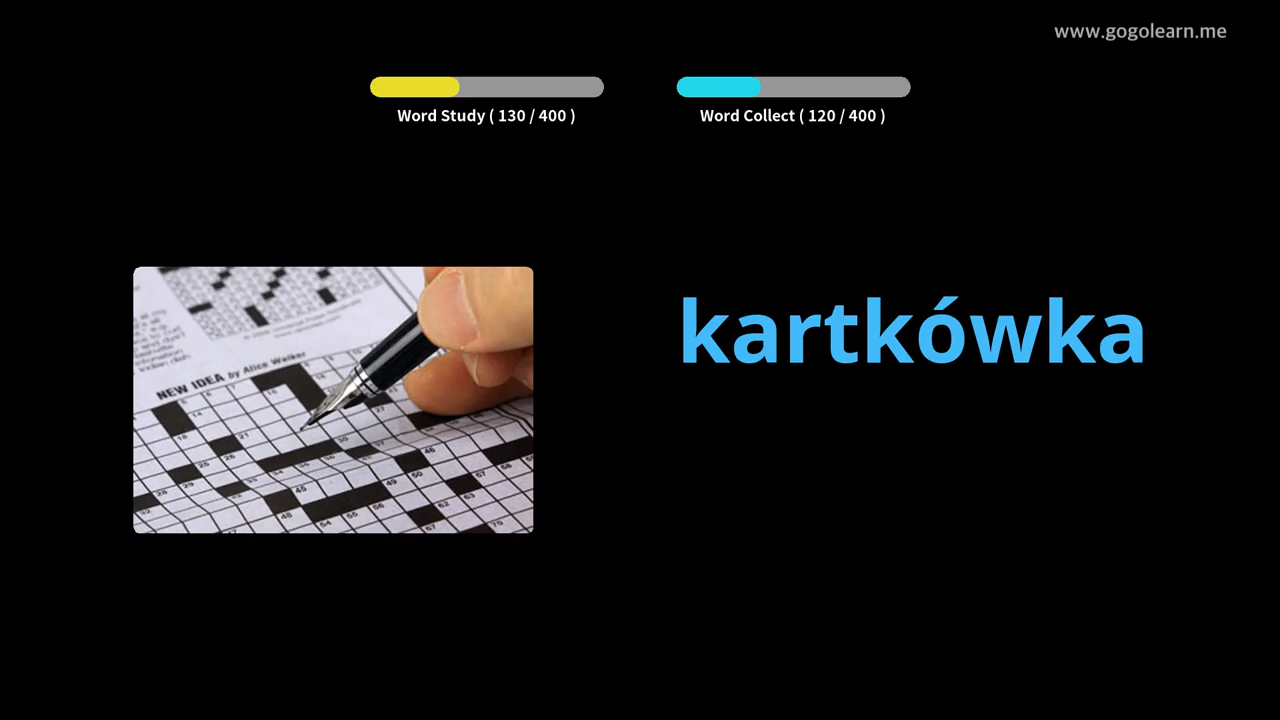 www.gogolearn.me
Word Study ( 130 / 400 )
Word Collect ( 120 / 400 )
kartkówka
NEW IDEA by Alice Walker